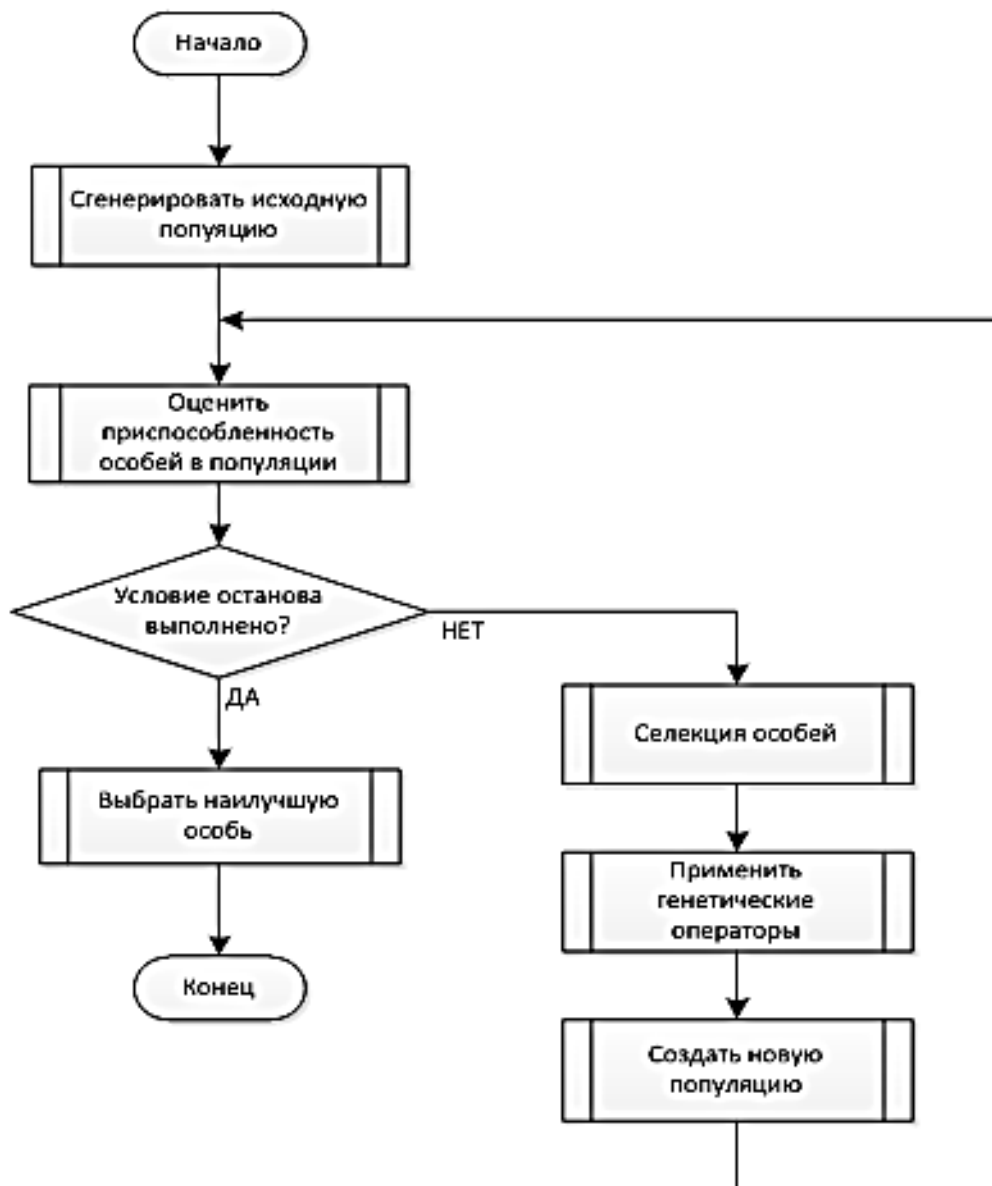 Начало
Сгенерировать исходную
попуяцию
Оценить
приспособленность
особей в популяции
Условие останова
выполнено?
НЕТ
ДА
Селекция особей
Выбрать наилучшую
особь
Применить
генетические
операторы
Конец
Создать новую
популяцию